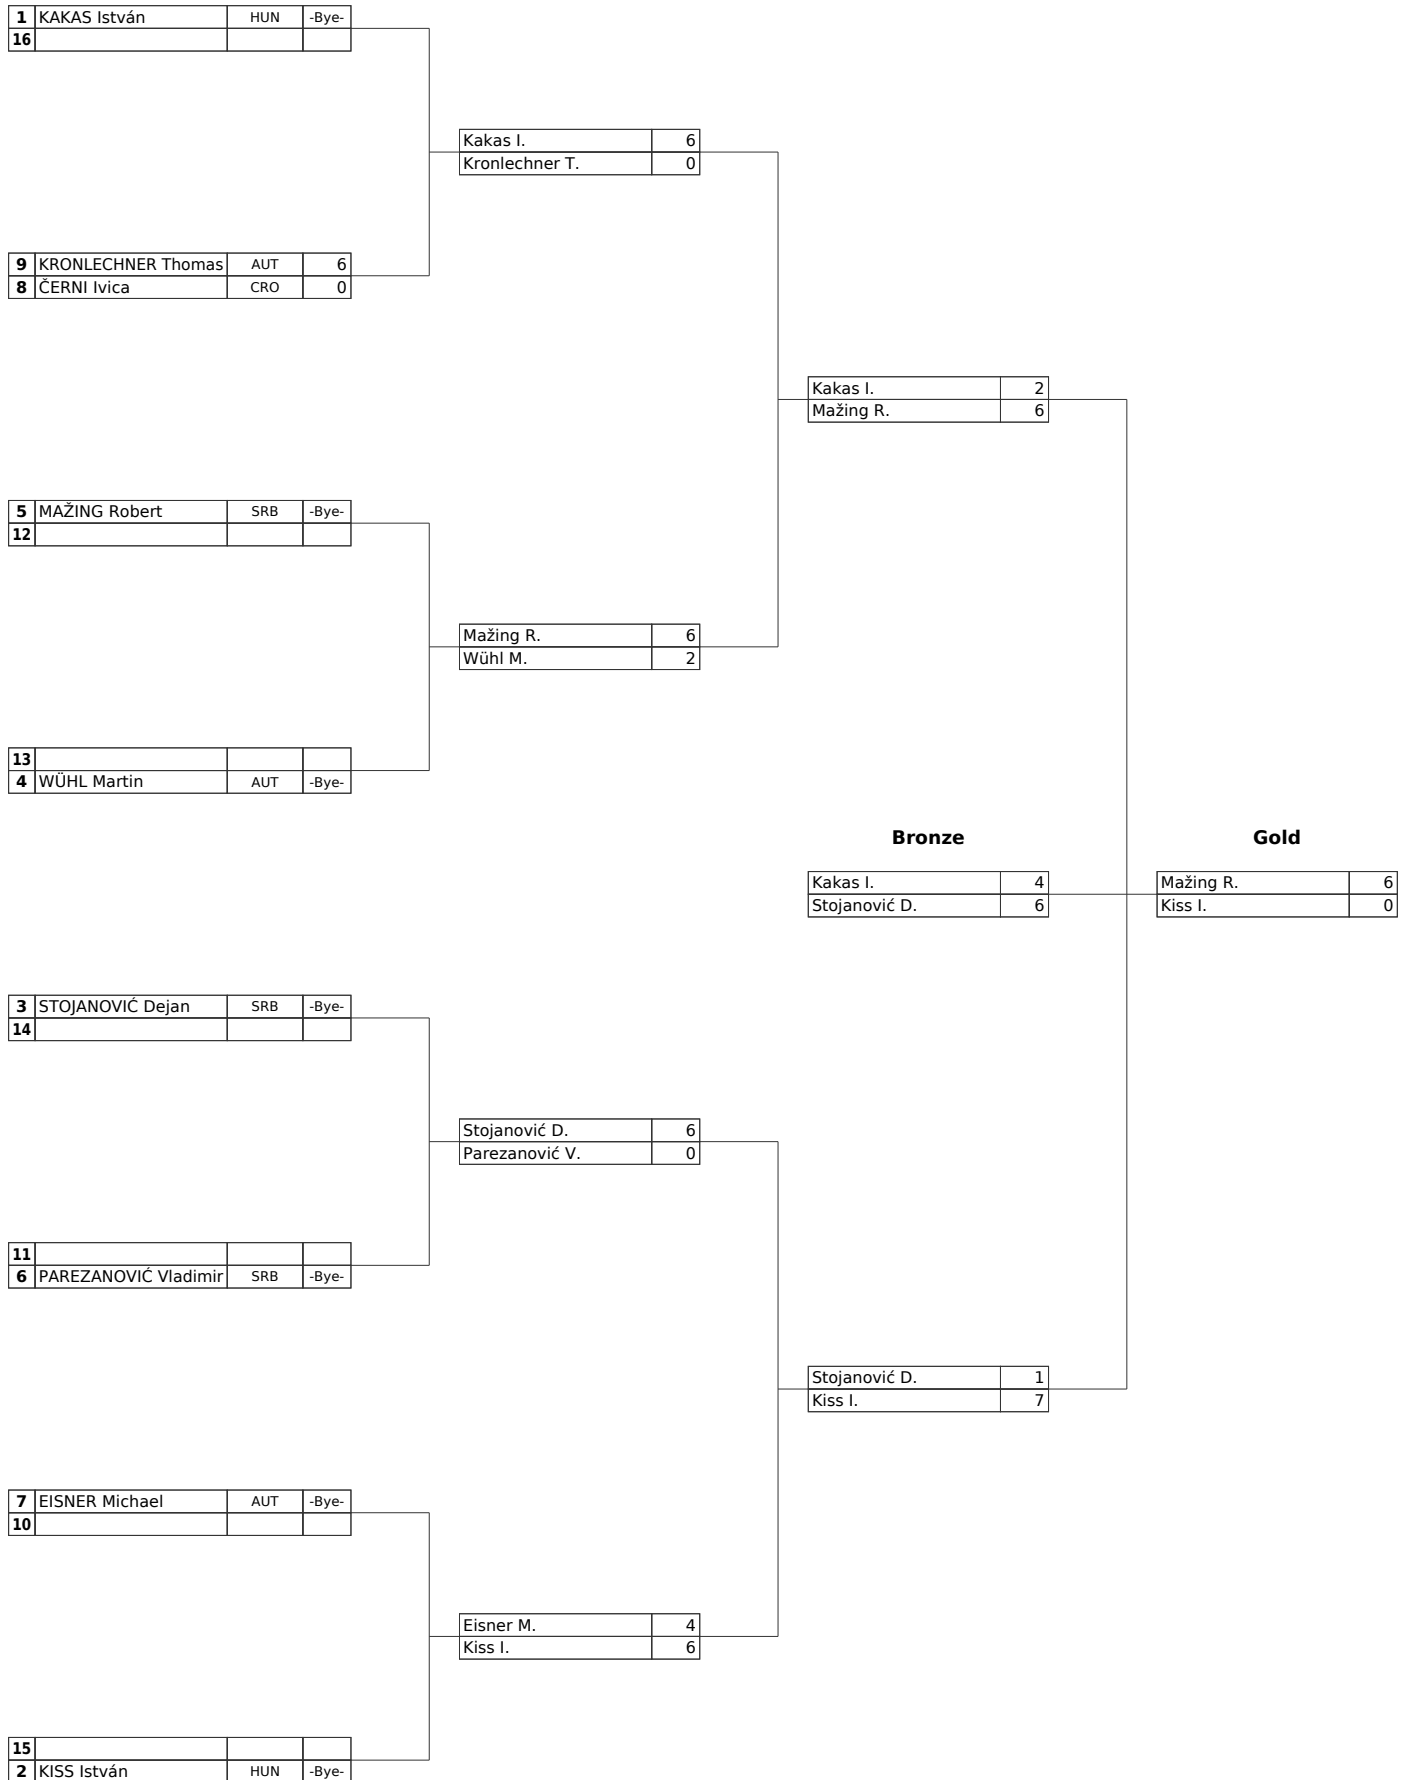 1 KAKAS István HUN -Bye-
16
Kakas I. 6
Kronlechner T. 0
9 KRONLECHNER Thomas AUT 6
8 ČERNI Ivica CRO 0
Kakas I. 2
Mažing R. 6
5 MAŽING Robert SRB -Bye-
12
Mažing R. 6
Wühl M. 2
13
4 WÜHL Martin AUT -Bye-
Bronze Gold
Kakas I. 4 Mažing R. 6
Stojanović D. 6 Kiss I. 0
3 STOJANOVIĆ Dejan SRB -Bye-
14
Stojanović D. 6
Parezanović V. 0
11
6 PAREZANOVIĆ Vladimir SRB -Bye-
Stojanović D. 1
Kiss I. 7
7 EISNER Michael AUT -Bye-
10
Eisner M. 4
Kiss I. 6
15
2 KISS István HUN -Bye-